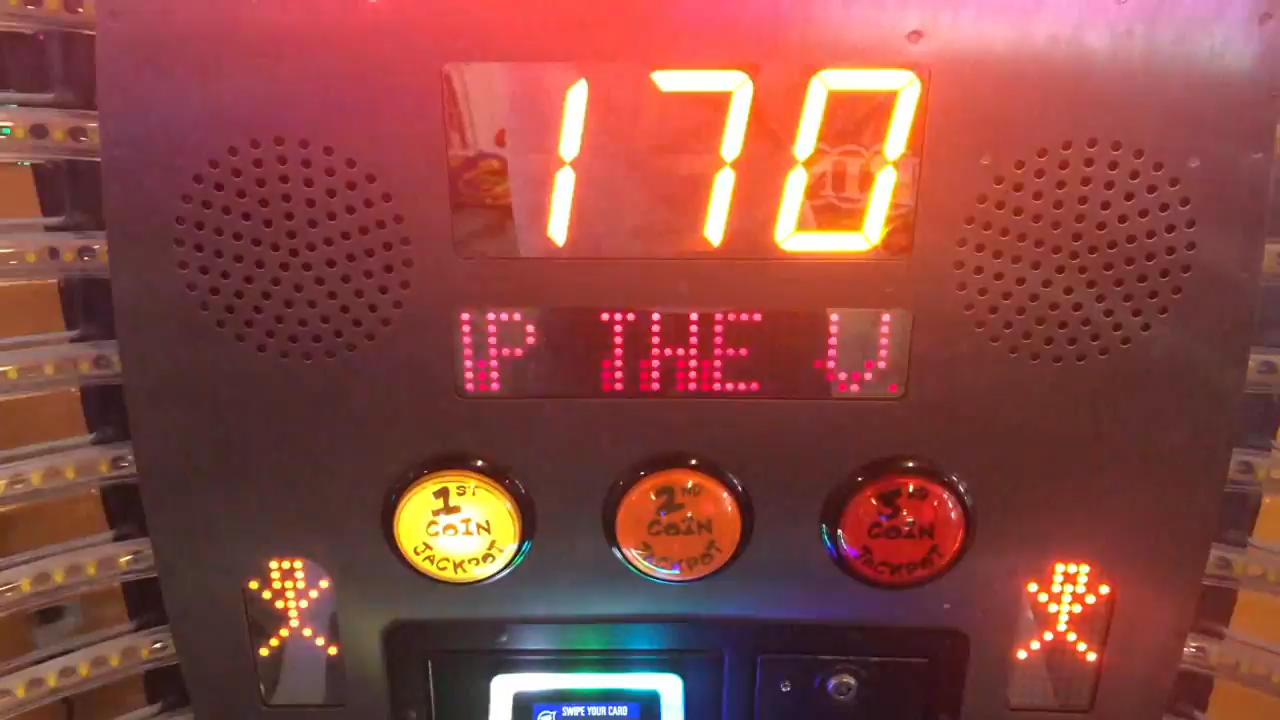 170
IP THE V
1ST COIN JACKPOT
2ND COIN JACKPOT
3RD COIN JACKPOT
SWIPE YOUR CARD